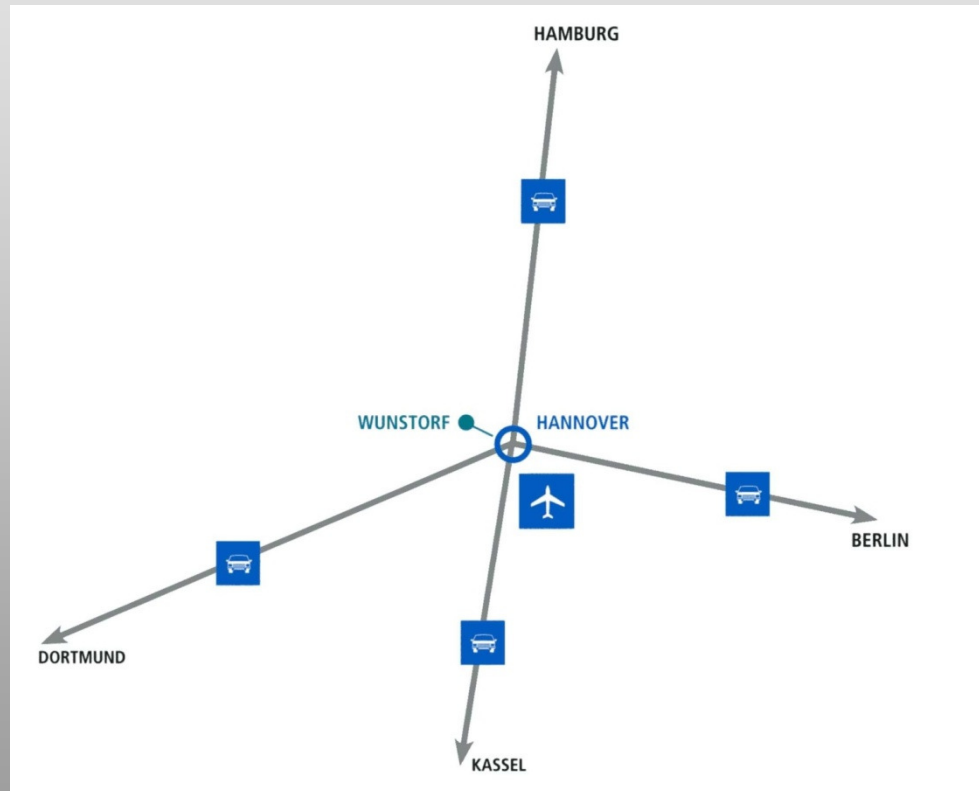 HAMBURG
WUNSTORF
HANNOVER
BERLIN
DORTMUND
KASSEL